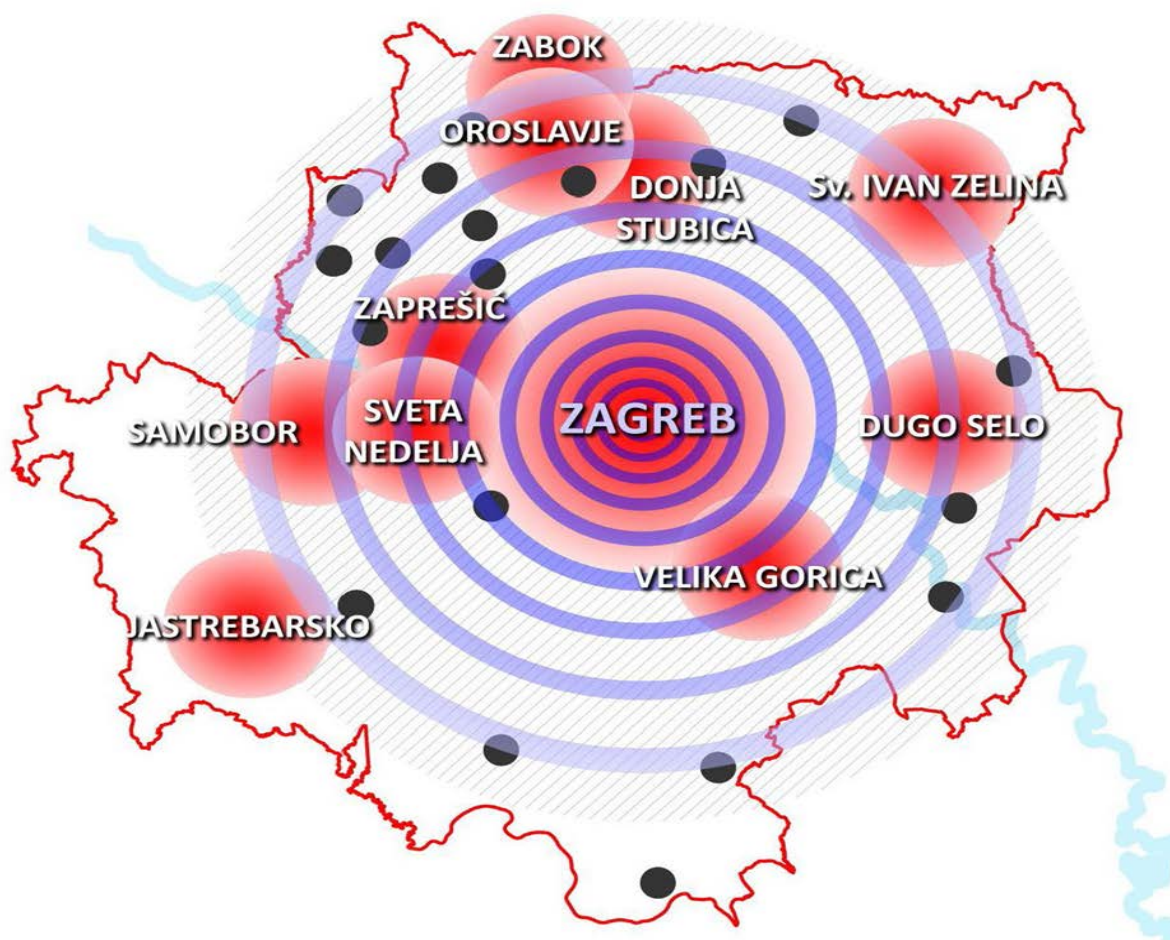 ZABOK
OROSLAVJE
DONJA
STUBICA
Sv. IVAN ZELINA
ZAPREŠIĆ
SAMOBOR
SVETA
NEDELJA
ZAGREB
DUGO SELO
VELIKA GORICA
JASTREBARSKO